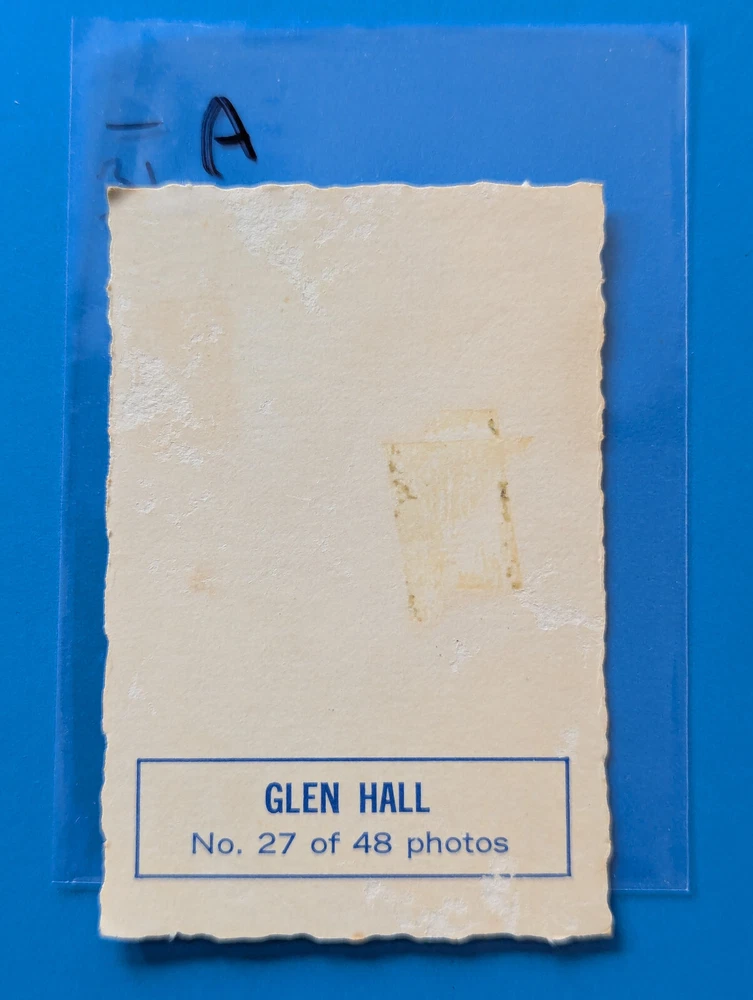 A
GLEN HALL
No. 27 of 48 photos